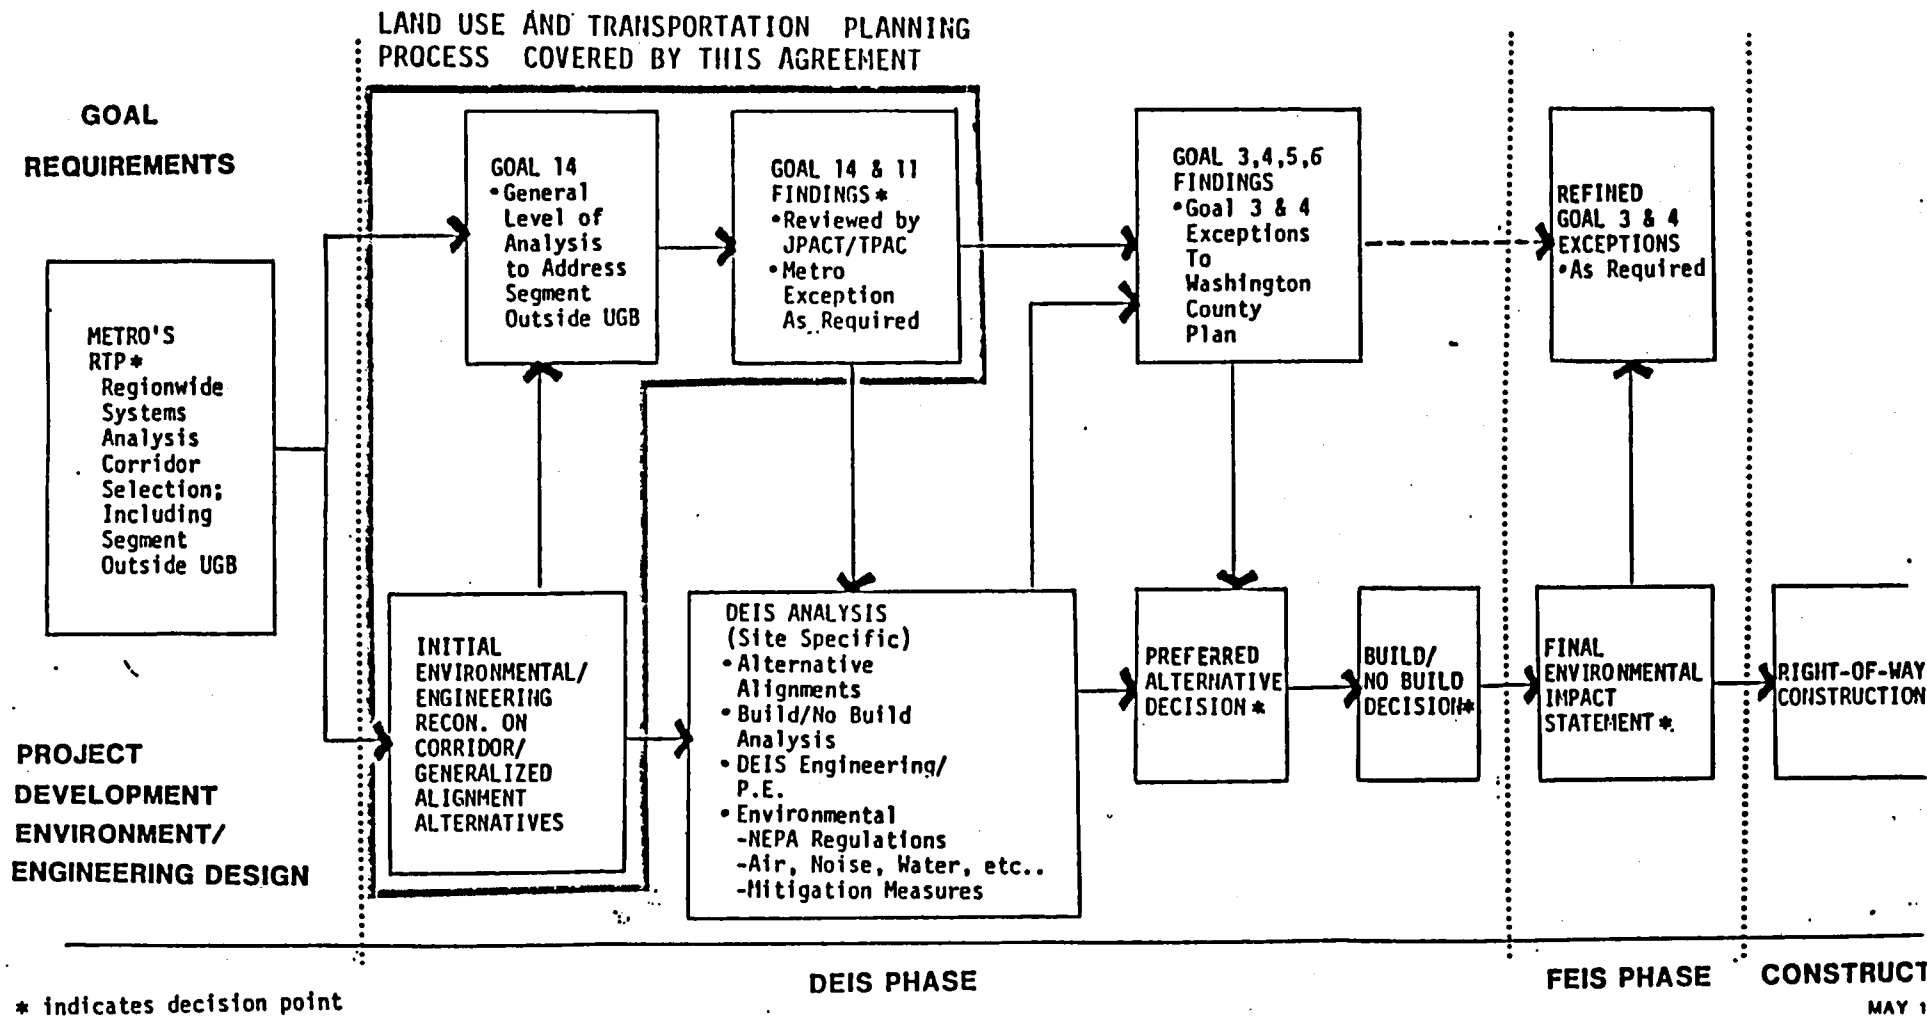 LAND USE AND TRANSPORTATION PLANNING
PROCESS COVERED BY THIS AGREEMENT
GOAL
REQUIREMENTS
METRO'S
RTP*
Regionwide
Systems
Analysis
Corridor
Selection;
Including
Segment
Outside UGB
GOAL 14
•General
Level of
Analysis
to Address
Segment
Outside UGB
GOAL 14 & 11
FINDINGS*
•Reviewed by
JPACT/TPAC
•Metro
Exception
As Required
GOAL 3,4,5,6
FINDINGS
•Goal 3 & 4
Exceptions
To
Washington
County
Plan
REFINED
GOAL 3 & 4
EXCEPTIONS
•As Required
PROJECT
DEVELOPMENT
ENVIRONMENT/
ENGINEERING DESIGN
INITIAL
ENVIRONMENTAL/
ENGINEERING
RECON. ON
CORRIDOR/
GENERALIZED
ALIGNMENT
ALTERNATIVES
DEIS ANALYSIS
(Site Specific)
•Alternative
Alignments
•Build/No Build
Analysis
•DEIS Engineering/
P.E.
•Environmental
-NEPA Regulations
-Air, Noise, Water, etc..
-Mitigation Measures
PREFERRED
ALTERNATIVE
DECISION*
BUILD/
NO BUILD
DECISION*
FINAL
ENVIRONMENTAL
IMPACT
STATEMENT*
RIGHT-OF-WAY
CONSTRUCTION
DEIS PHASE
FEIS PHASE
CONSTRUCT
* indicates decision point
MAY 1